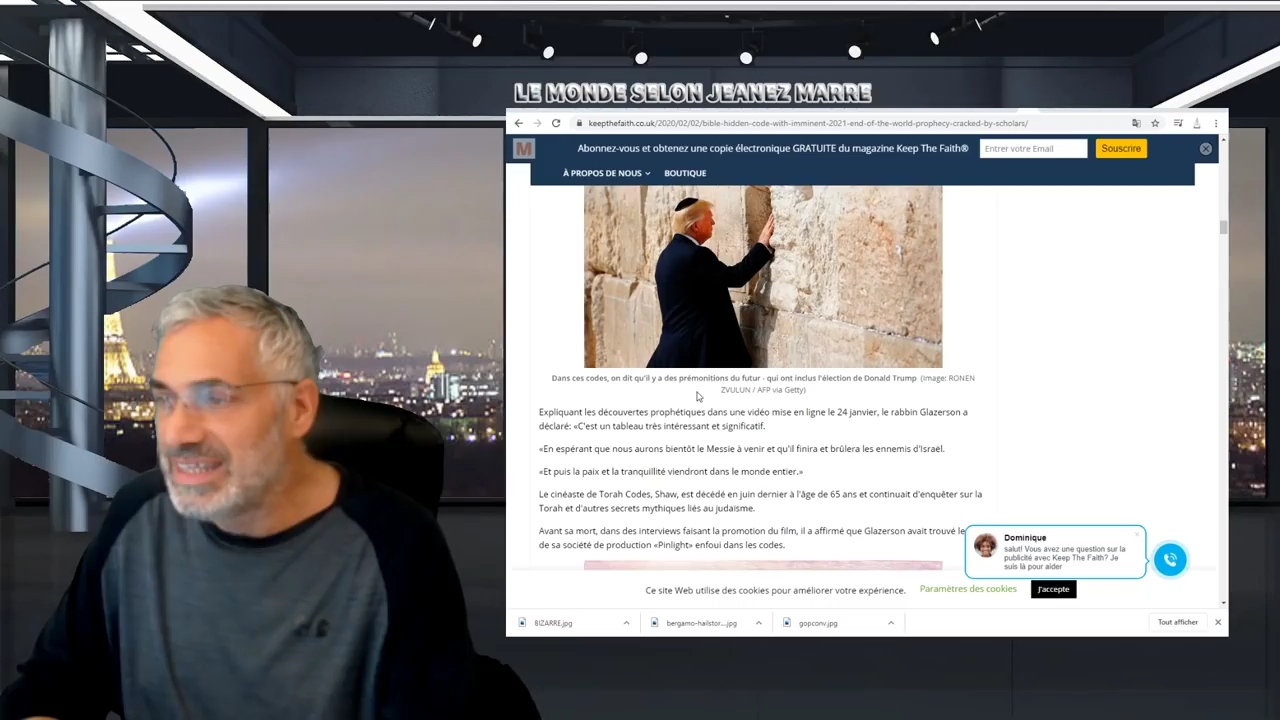 LE MONDE SELON JEANEZ MARRE
keepthefaith.co.uk/2020/02/02/bible-hidden-code-with-imminent-2021-end-of-the-world-prophecy-cracked-by-scholars/
M
Abonnez-vous et obtenez une copie électronique GRATUITE du magazine Keep The Faith®
Entrer votre Email
Souscrire
À PROPOS DE NOUS
BOUTIQUE
Dans ces codes, on dit qu'il y a des prémonitions du futur - qui ont inclus l'élection de Donald Trump (Image: RONEN
ZVULUN / AFP via Getty)
Expliquant les découvertes prophétiques dans une vidéo mise en ligne le 24 janvier, le rabbin Glazerson a
déclaré: «C'est un tableau très intéressant et significatif.
«En espérant que nous aurons bientôt le Messie à venir et qu'il finira et brûlera les ennemis d'Israël.
«Et puis la paix et la tranquillité viendront dans le monde entier.»
Le cinéaste de Torah Codes, Shaw, est décédé en juin dernier à l'âge de 65 ans et continuait d'enquêter sur la
Torah et d'autres secrets mythiques liés au judaïsme.
Avant sa mort, dans des interviews faisant la promotion du film, il a affirmé que Glazerson avait trouvé
de sa société de production «Pinlight» enfoui dans les codes.
Dominique
salut! Vous avez une question sur la
publicité avec Keep The Faith? Je
suis là pour aider
Ce site Web utilise des cookies pour améliorer votre expérience.
Paramètres des cookies
J'accepte
BIZARRE.jpg
bergamo-hailstor....jpg
gopconv.jpg
Tout afficher